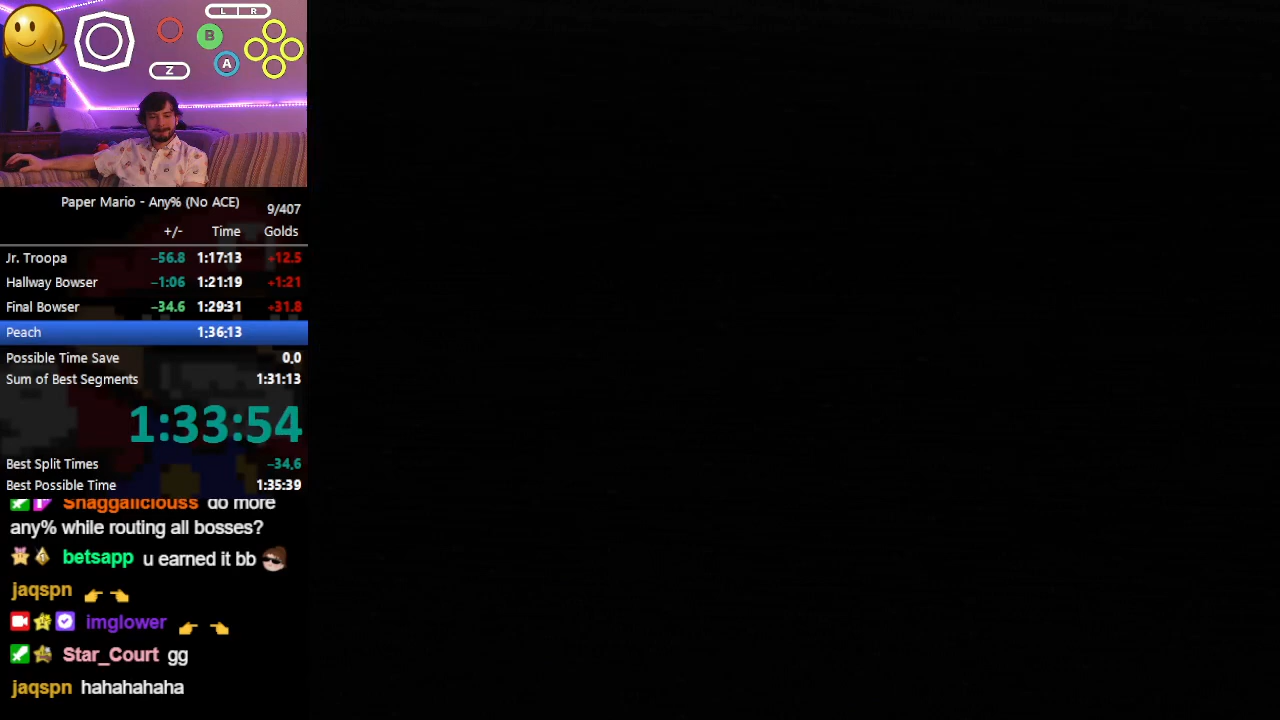 L R
B
A
Z
Paper Mario - Any% (No ACE)
9/407
+/- Time Golds
Jr. Troopa -56.8 1:17:13 +12.5
Hallway Bowser -1:06 1:21:19 +1:21
Final Bowser -34.6 1:29:31 +31.8
Peach 1:36:13
Possible Time Save 0.0
Sum of Best Segments 1:31:13
1:33:54
Best Split Times -34.6
Best Possible Time 1:35:39
Shaggaliciouss do more
any% while routing all bosses?
betsapp u earned it bb
jaqspn
imglower
Star_Court gg
jaqspn hahahahaha